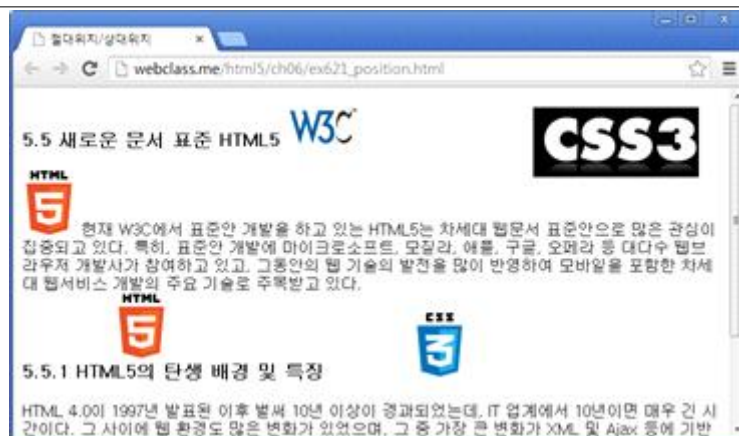 절대위치/상대위치
webclass.me/html5/ch06/ex621_position.html
5.5 새로운 문서 표준 HTML5 W3C CSS3
HTML
5 현재 W3C에서 표준안 개발을 하고 있는 HTML5는 차세대 웹문서 표준안으로 많은 관심이
집중되고 있다. 특히, 표준안 개발에 마이크로소프트, 모질라, 애플, 구글, 오페라 등 대다수 웹브
라우저 개발사가 참여하고 있고, 그동안의 웹 기술의 발전을 많이 반영하여 모바일을 포함한 차세
대 웹서비스 개발의 주요 기술로 주목받고 있다.
HTML
5
CSS
3
5.5.1 HTML5의 탄생 배경 및 특징
HTML 4.0이 1997년 발표된 이후 벌써 10년 이상이 경과되었는데, IT 업계에서 10년이면 매우 긴 시
간이다. 그 사이에 웹 환경도 많은 변화가 있었으며, 그 중 가장 큰 변화가 XML 및 Ajax 등에 기반